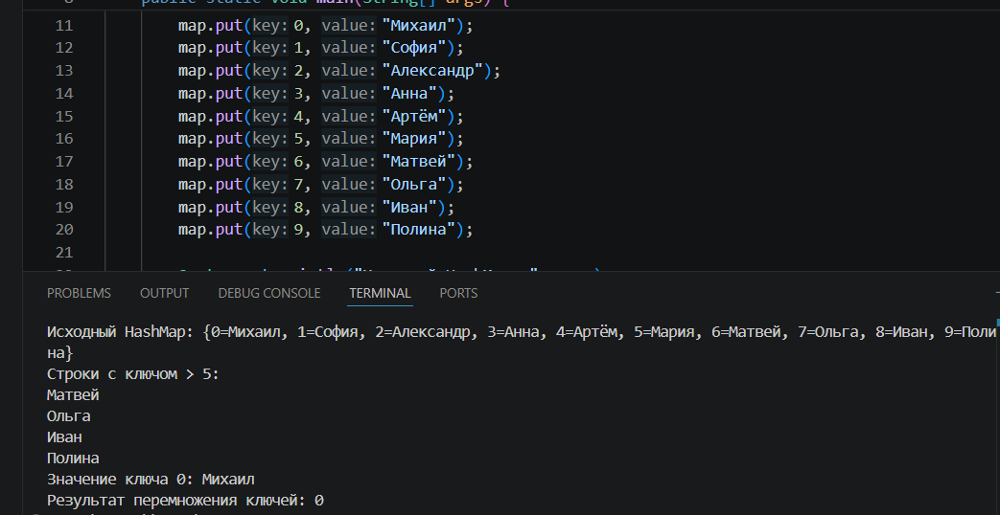 public static void main(String[] args) {
11 map.put(key: 0, value: "Михаил");
12 map.put(key: 1, value: "София");
13 map.put(key: 2, value: "Александр");
14 map.put(key: 3, value: "Анна");
15 map.put(key: 4, value: "Артём");
16 map.put(key: 5, value: "Мария");
17 map.put(key: 6, value: "Матвей");
18 map.put(key: 7, value: "Ольга");
19 map.put(key: 8, value: "Иван");
20 map.put(key: 9, value: "Полина");
21
PROBLEMS OUTPUT DEBUG CONSOLE TERMINAL PORTS
Исходный HashMap: {0=Михаил, 1=София, 2=Александр, 3=Анна, 4=Артём, 5=Мария, 6=Матвей, 7=Ольга, 8=Иван, 9=Поли
на}
Строки с ключом > 5:
Матвей
Ольга
Иван
Полина
Значение ключа 0: Михаил
Результат перемножения ключей: 0